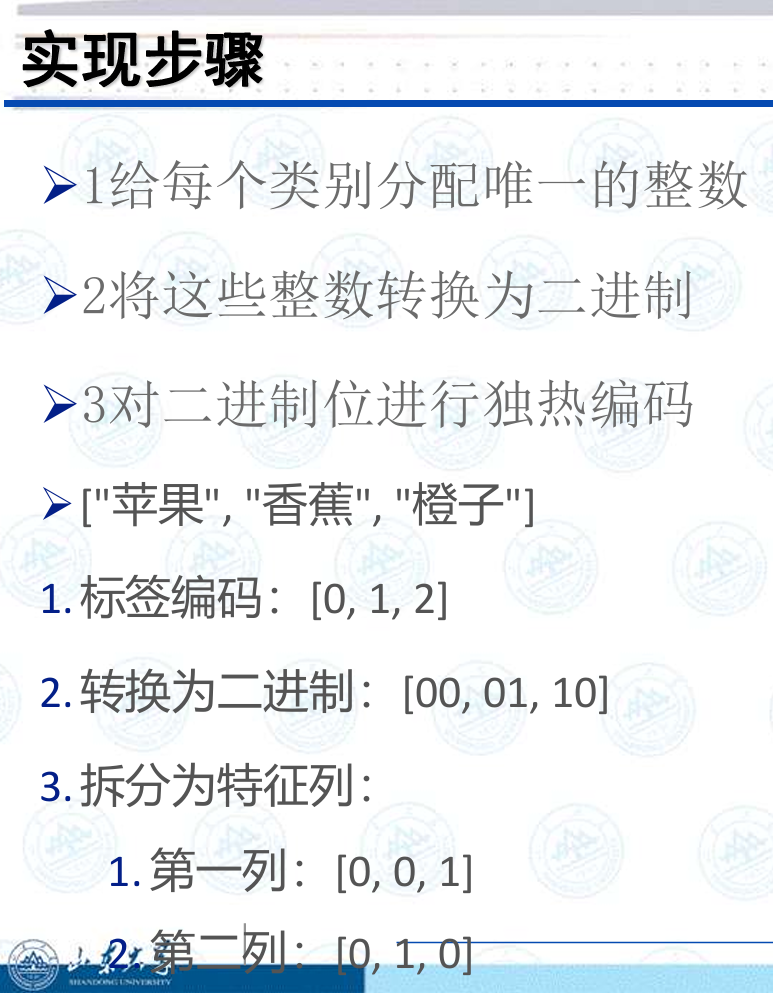 实现步骤
➢1给每个类别分配唯一的整数
➢2将这些整数转换为二进制
➢3对二进制位进行独热编码
➢["苹果", "香蕉", "橙子"]
1.标签编码：[0, 1, 2]
2.转换为二进制：[00, 01, 10]
3.拆分为特征列：
1.第一列：[0, 0, 1]
2.第二列：[0, 1, 0]
山东大学
SHANDONG UNIVERSITY